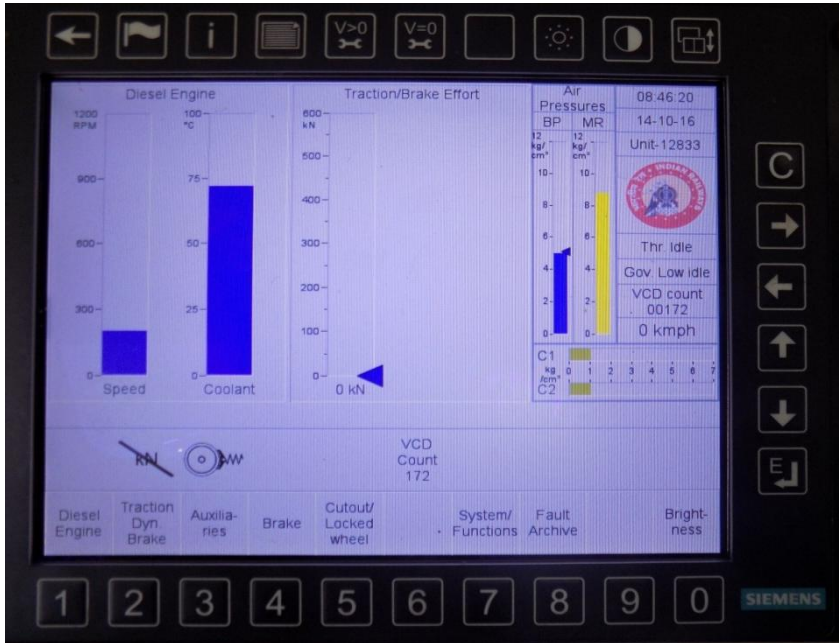 V>0
V=0
Diesel Engine
1200
RPM
900
600
300
0
Speed
100
°C
75
50
25
0
Coolant
Traction/Brake Effort
600
kN
500
400
300
200
100
0
0 kN
Air
Pressures
BP MR
12
kg/
cm²
10
8
6
4
2
0
12
kg/
cm²
10
8
6
4
2
0
C1
kg
/cm²
0 1 2 3 4 5 6 7
C2
08:46:20
14-10-16
Unit-12833
INDIAN RAILWAYS
Thr. Idle
Gov. Low idle
VCD count
00172
0 kmph
kN
VCD
Count
172
Diesel
Engine
Traction
Dyn.
Brake
Auxilia-
ries
Brake
Cutout/
Locked
wheel
System/
Functions
Fault
Archive
Bright-
ness
C
E
1 2 3 4 5 6 7 8 9 0
SIEMENS